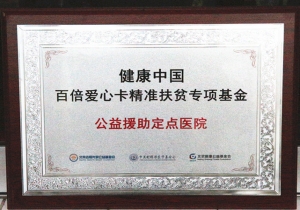 健康中国
百倍爱心卡精准扶贫专项基金
公益援助定点医院